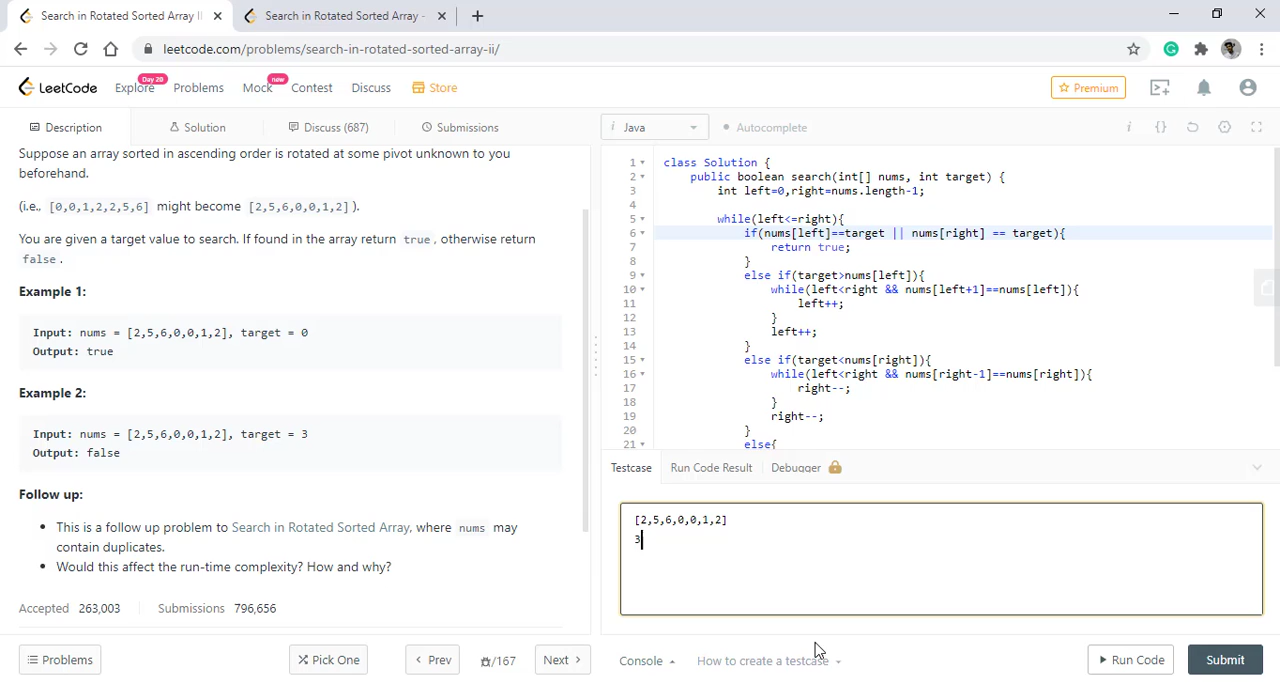 Search in Rotated Sorted Array I
Search in Rotated Sorted Array -
leetcode.com/problems/search-in-rotated-sorted-array-ii/
LeetCode
Explore
Day 20
Problems
Mock
new
Contest
Discuss
Store
Premium
Description
Solution
Discuss (687)
Submissions
i Java
Autocomplete
Suppose an array sorted in ascending order is rotated at some pivot unknown to you
beforehand.
(i.e., [0,0,1,2,2,5,6] might become [2,5,6,0,0,1,2] ).
You are given a target value to search. If found in the array return true, otherwise return
false .
Example 1:
Input: nums = [2,5,6,0,0,1,2], target = 0
Output: true
Example 2:
Input: nums = [2,5,6,0,0,1,2], target = 3
Output: false
Follow up:
• This is a follow up problem to Search in Rotated Sorted Array, where nums may
contain duplicates.
• Would this affect the run-time complexity? How and why?
Accepted 263,003 Submissions 796,656
1 class Solution {
2 public boolean search(int[] nums, int target) {
3 int left=0,right=nums.length-1;
4
5 while(left<=right){
6 if(nums[left]==target || nums[right] == target){
7 return true;
8 }
9 else if(target>nums[left]){
10 while(left<right && nums[left+1]==nums[left]){
11 left++;
12 }
13 left++;
14 }
15 else if(target<nums[right]){
16 while(left<right && nums[right-1]==nums[right]){
17 right--;
18 }
19 right--;
20 }
21 else{
Testcase
Run Code Result
Debugger
[2,5,6,0,0,1,2]
3
Problems
Pick One
< Prev
/167
Next >
Console
How to create a testcase
Run Code
Submit